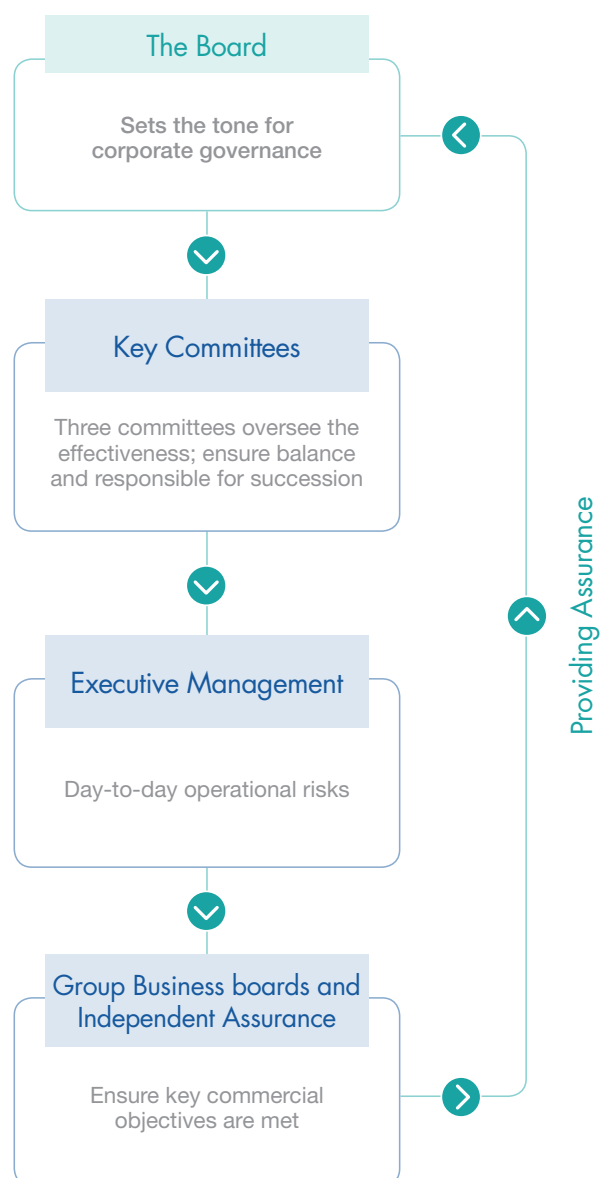 The Board
Sets the tone for
corporate governance
Key Committees
Three committees oversee the
effectiveness; ensure balance
and responsible for succession
Executive Management
Day-to-day operational risks
Group Business boards and
Independent Assurance
Ensure key commercial
objectives are met
Providing Assurance